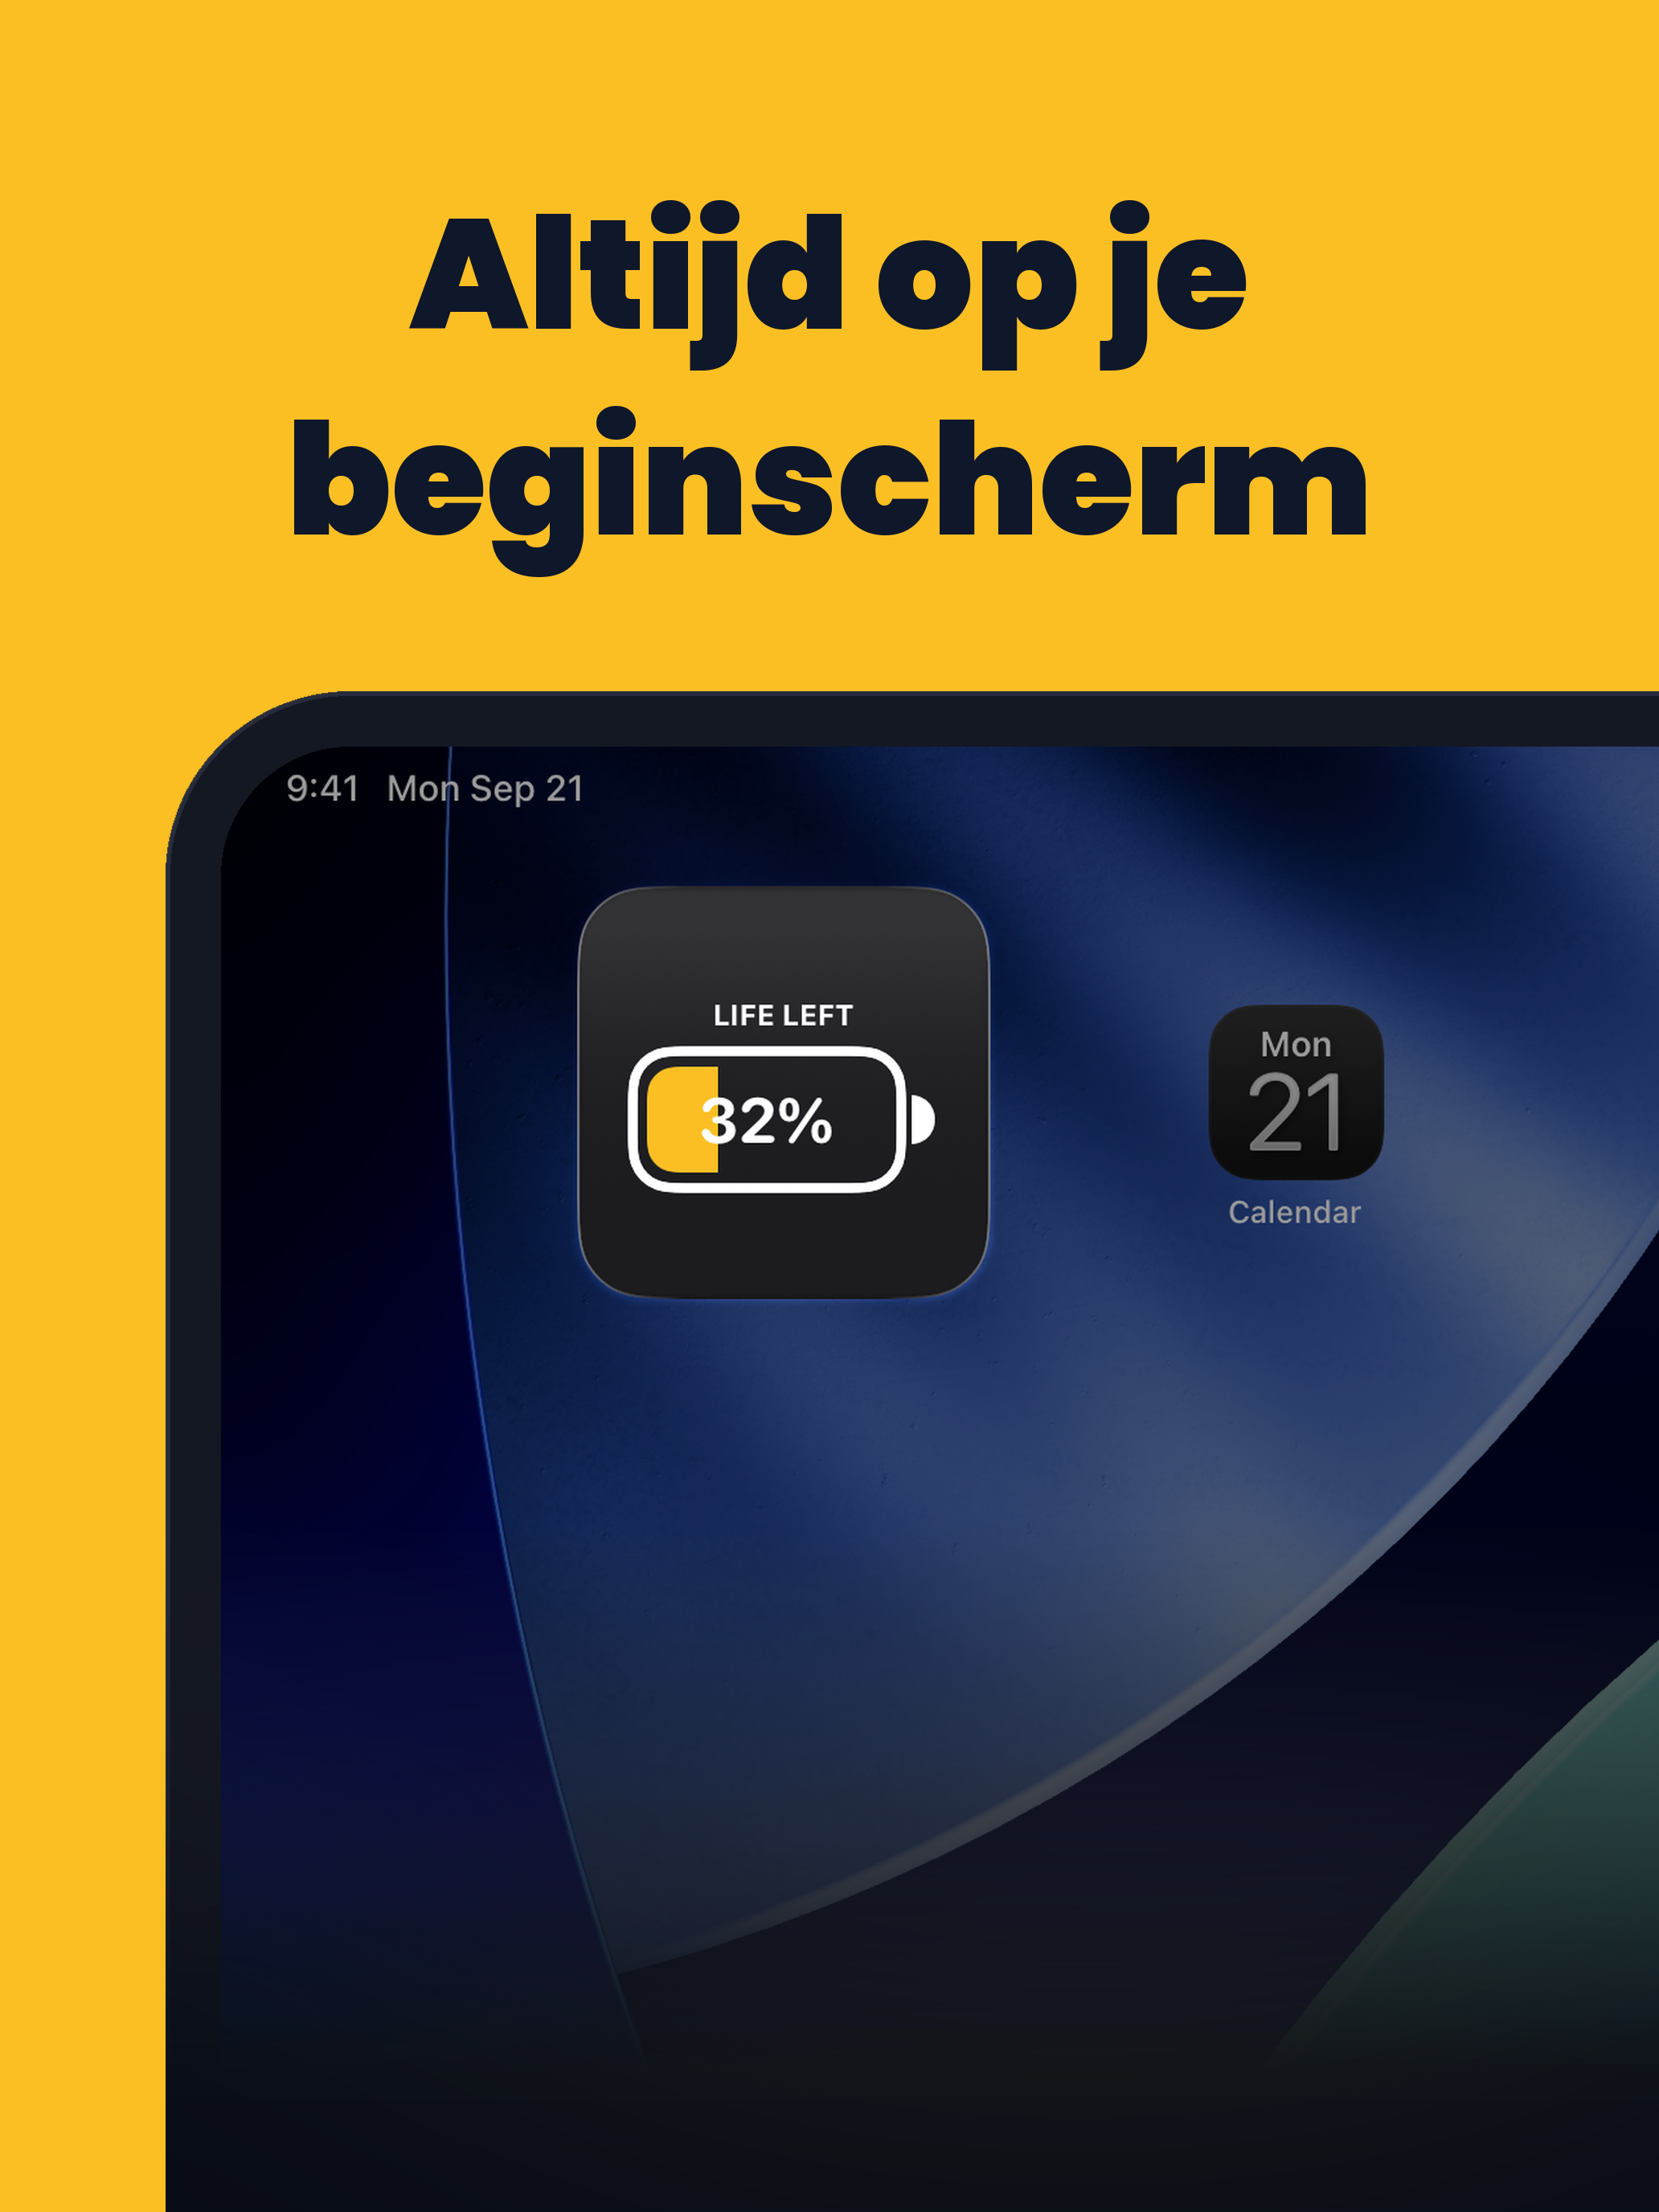 Altijd op je
beginscherm
9:41 Mon Sep 21
LIFE LEFT
32%
Mon
21
Calendar